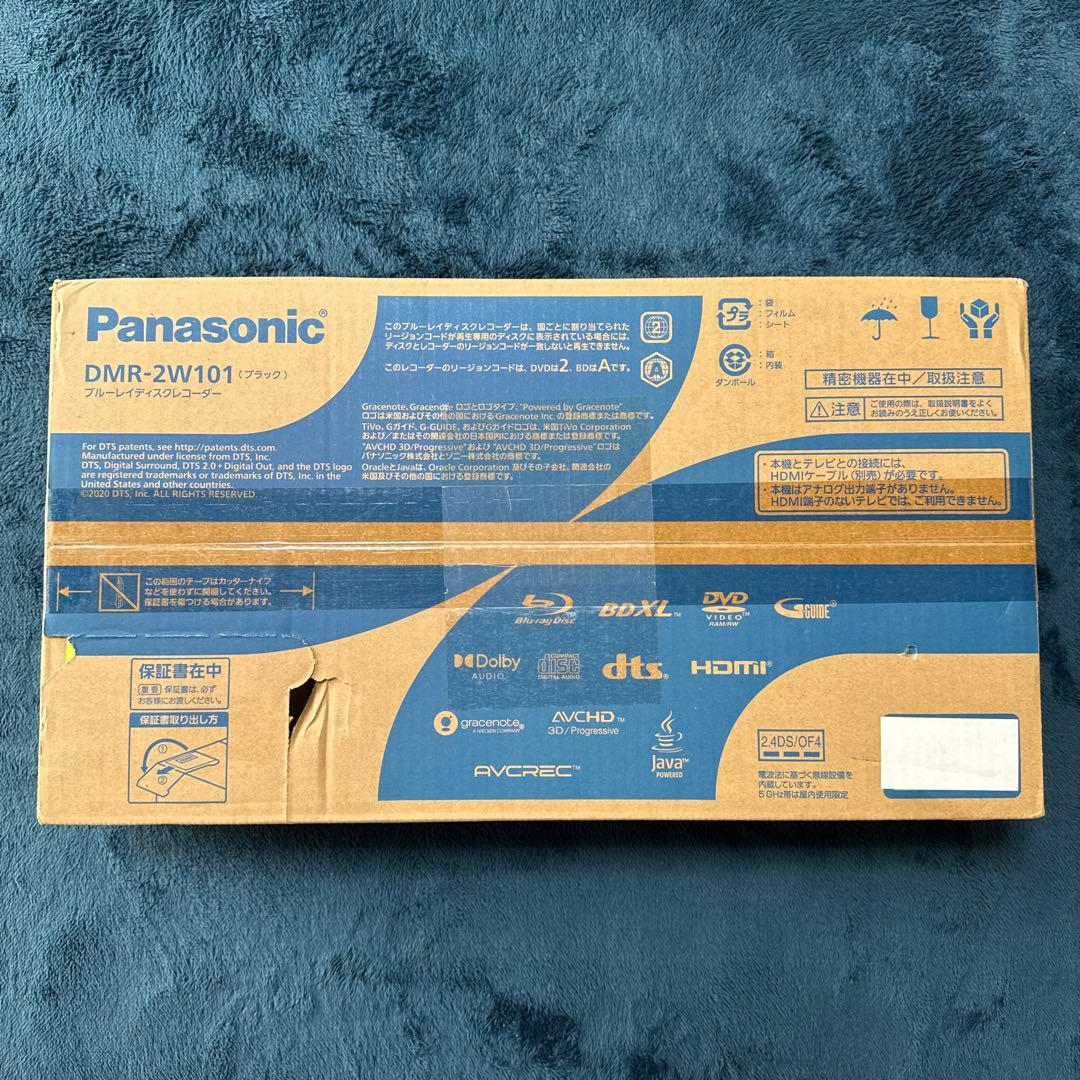 Panasonic®
DMR-2W101（ブラック）
ブルーレイディスクレコーダー
このブルーレイディスクレコーダーは、国ごとに割り当てられた
リージョンコードが再生専用のディスクに表示されている場合には、
ディスクとレコーダーのリージョンコードが一致しないと再生できません。
このレコーダーのリージョンコードは、DVDは2、BDはAです。
2
A
プラ
：袋
：フィルム
：シート
：箱
：内装
ダンボール
精密機器在中／取扱注意
注意
ご使用の際は、取扱説明書をよく
お読みのうえ正しくお使いください。
For DTS patents, see http://patents.dts.com.
Manufactured under license from DTS, Inc.
DTS, Digital Surround, DTS 2.0+Digital Out, and the DTS logo
are registered trademarks or trademarks of DTS, Inc. in the
United States and other countries.
©2020 DTS, Inc. ALL RIGHTS RESERVED
Gracenote, Gracenote ロゴとロゴタイプ、"Powered by Gracenote"
ロゴは米国およびその他の国における Gracenote Inc. の登録商標または商標です。
TiVo、Gガイド、G-GUIDE、およびGガイドロゴは、米国TiVo Corporation
および／またはその関連会社の日本国内における商標または登録商標です。
"AVCHD 3D/Progressive"および "AVCHD 3D/Progressive"ロゴは
パナソニック株式会社とソニー株式会社の商標です。
OracleとJavaは、Oracle Corporation 及びその子会社、関連会社の
米国及びその他の国における登録商標です。
・本機とテレビとの接続には、
HDMIケーブル（別売）が必要です。
・本機はアナログ出力端子がありません。
HDMI端子のないテレビでは、ご利用できません。
この範囲のテープはカッターナイフ
などを使わずに開梱してください。
保証書を傷つける場合があります。
Blu-ray Disc™
BDXL™
DVD
VIDEO™
RAM/RW
G-GUIDE®
Dolby
AUDIO
COMPACT
disc
DIGITAL AUDIO
dts®
HDMI®
gracenote®
A NIELSEN COMPANY
AVCHD™
3D/Progressive
Java™
POWERED
AVCREC™
保証書在中
重要 保証書は、必ず
お客様にお渡しください。
保証書取り出し方
①
②
2.4DS/OF4
電波法に基づく無線設備を
内蔵しています。
5GHz帯は屋内使用限定